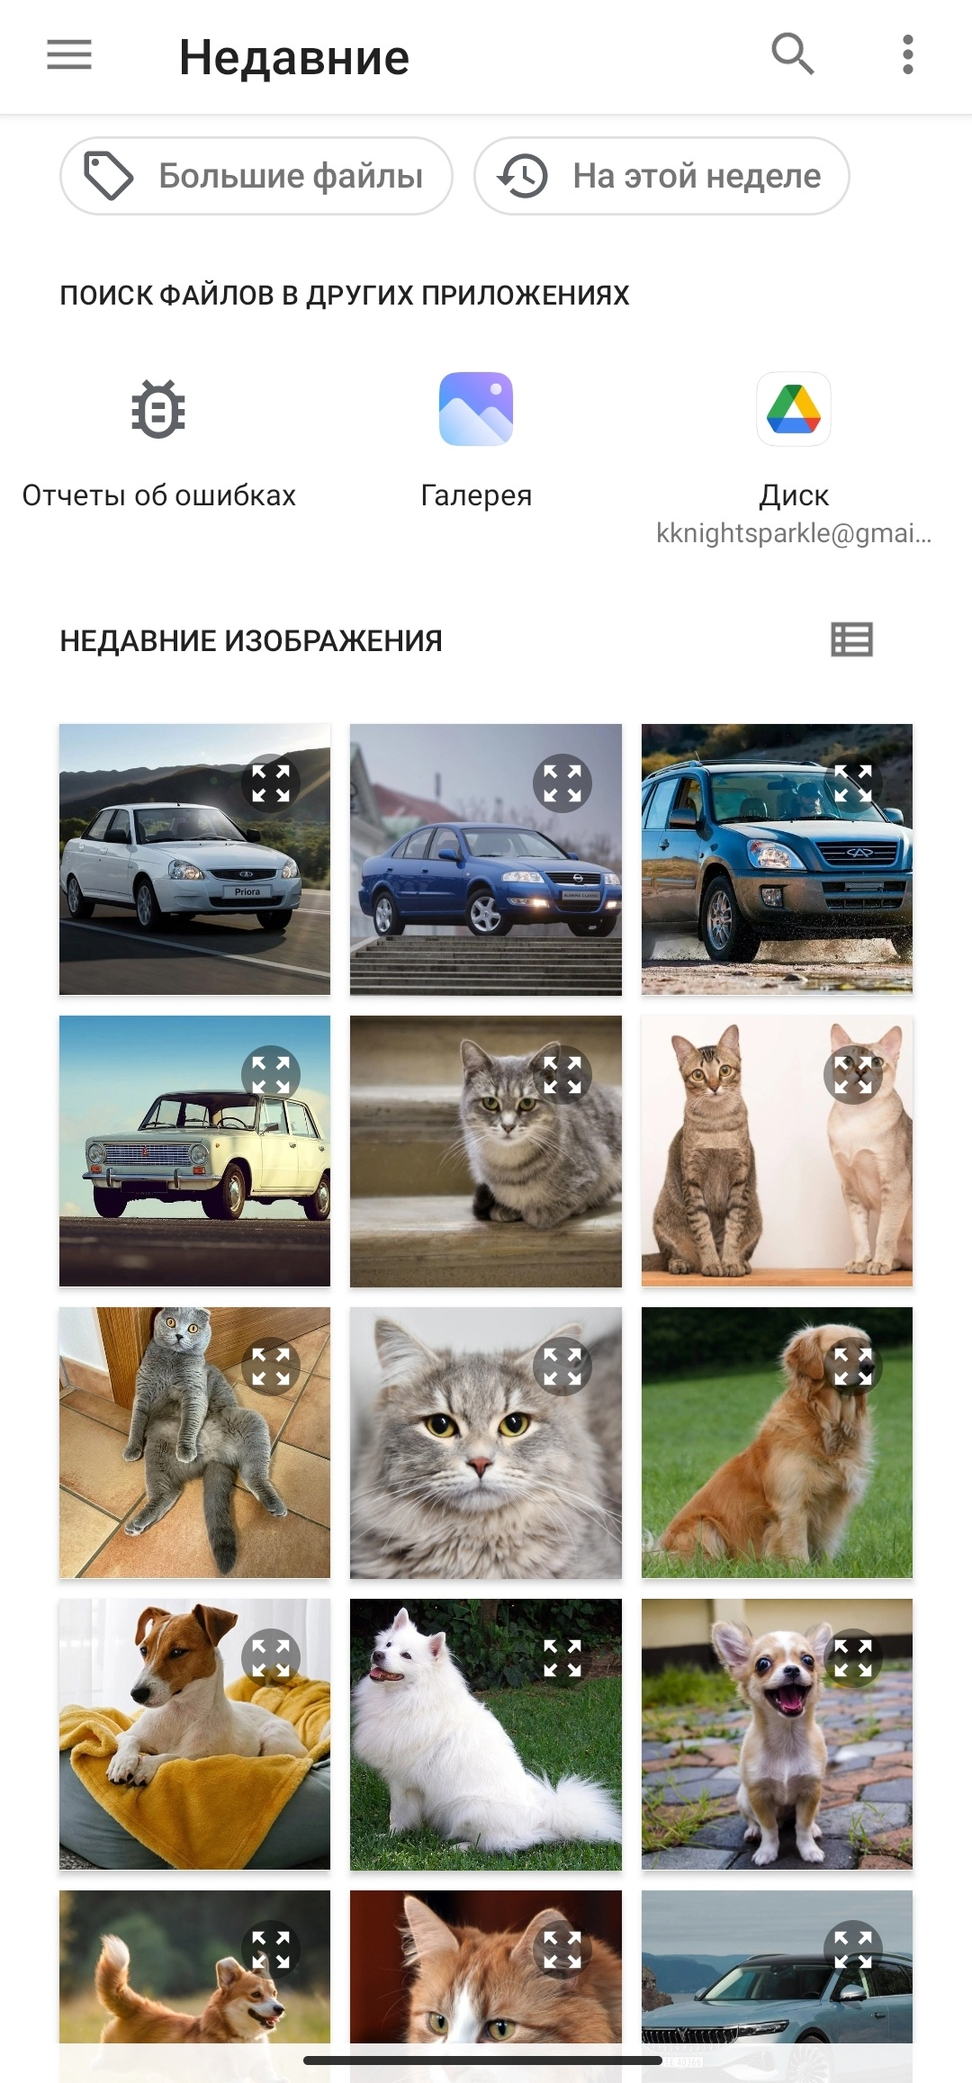 Недавние
Большие файлы
На этой неделе
ПОИСК ФАЙЛОВ В ДРУГИХ ПРИЛОЖЕНИЯХ
Отчеты об ошибках
Галерея
Диск
kknightsparkle@gmai...
НЕДАВНИЕ ИЗОБРАЖЕНИЯ
Priora